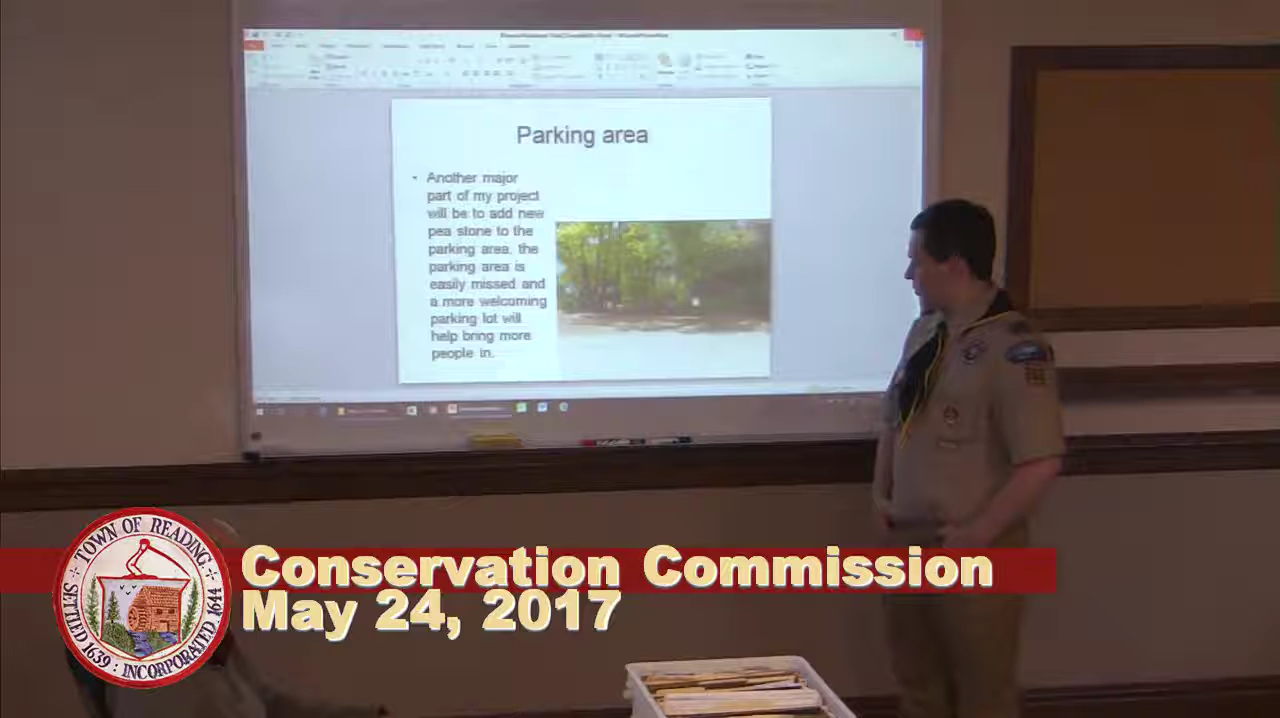 Parking area
• Another major
part of my project
will be to add new
pea stone to the
parking area, the
parking area is
easily missed and
a more welcoming
parking lot will
help bring more
people in.
TOWN OF READING
SETTLED 1639 : INCORPORATED 1644
Conservation Commission
May 24, 2017